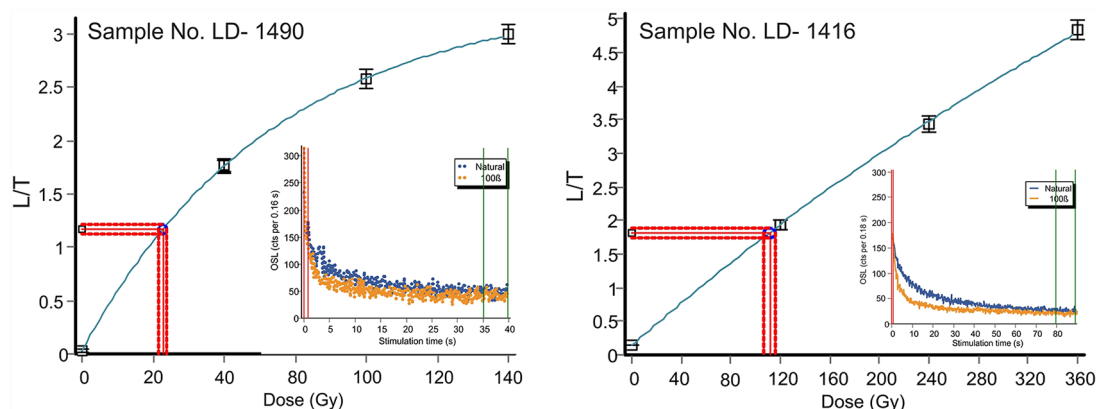 Sample No. LD- 1490
L/T
3
2.5
2
1.5
1
0.5
0
0 20 40 60 80 100 120 140
Dose (Gy)
OSL (cts per 0.16 s)
300
250
200
150
100
50
0
0 5 10 15 20 25 30 35 40
Stimulation time (s)
Natural
100ß
Sample No. LD- 1416
L/T
5
4.5
4
3.5
3
2.5
2
1.5
1
0.5
0
0 40 80 120 160 200 240 280 320 360
Dose (Gy)
OSL (cts per 0.18 s)
300
250
200
150
100
50
0
0 10 20 30 40 50 60 70 80
Stimulation time (s)
Natural
100ß